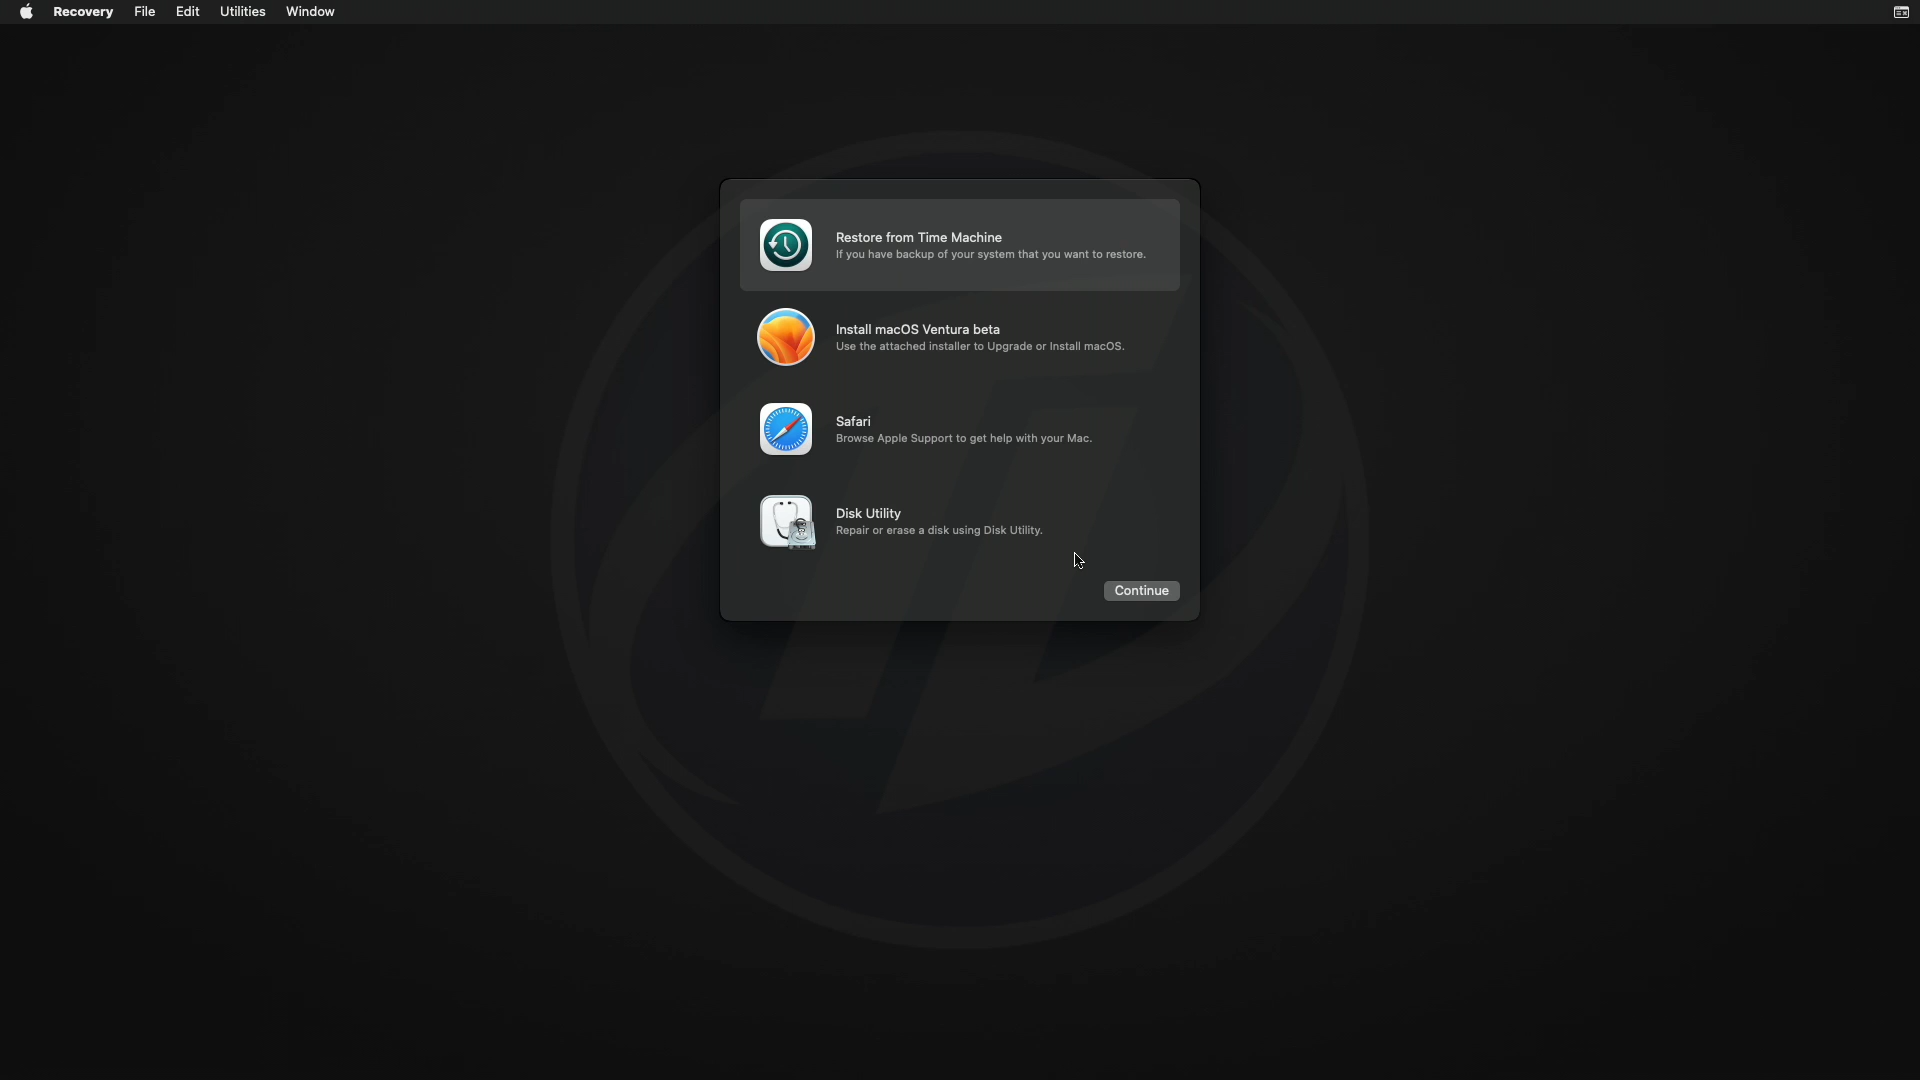 Recovery File Edit Utilities Window
Restore from Time Machine
If you have backup of your system that you want to restore.
Install macOS Ventura beta
Use the attached installer to Upgrade or Install macOS.
Safari
Browse Apple Support to get help with your Mac.
Disk Utility
Repair or erase a disk using Disk Utility.
Continue